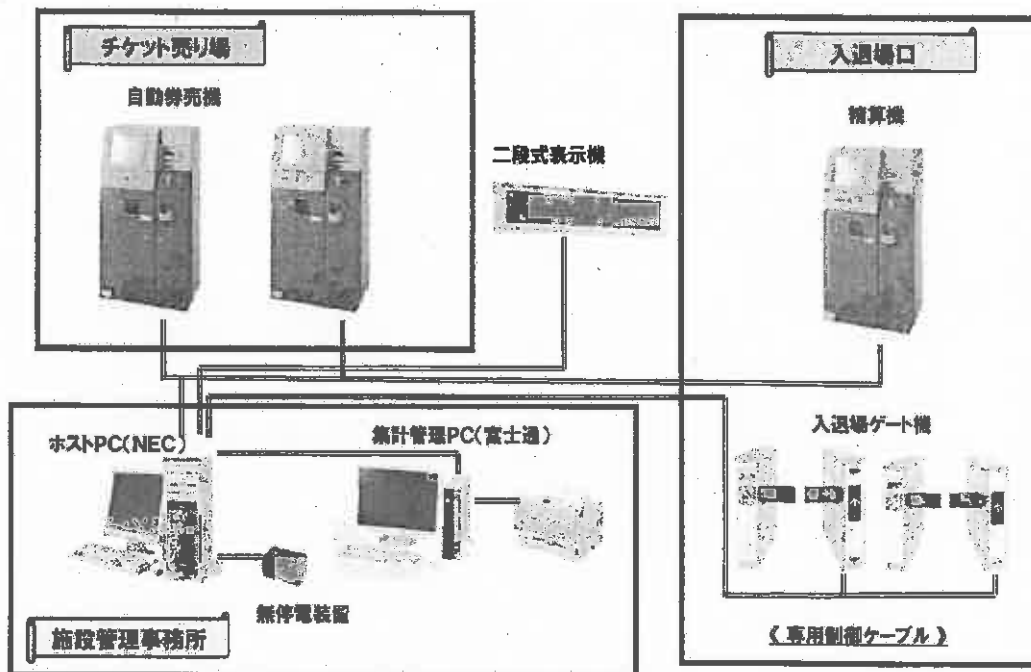 チケット売り場
自動券売機
二段式表示機
入退場口
精算機
ホストPC(NEC)
集計管理PC(富士通)
無停電装置
施設管理事務所
入退場ゲート機
《専用制御ケーブル》